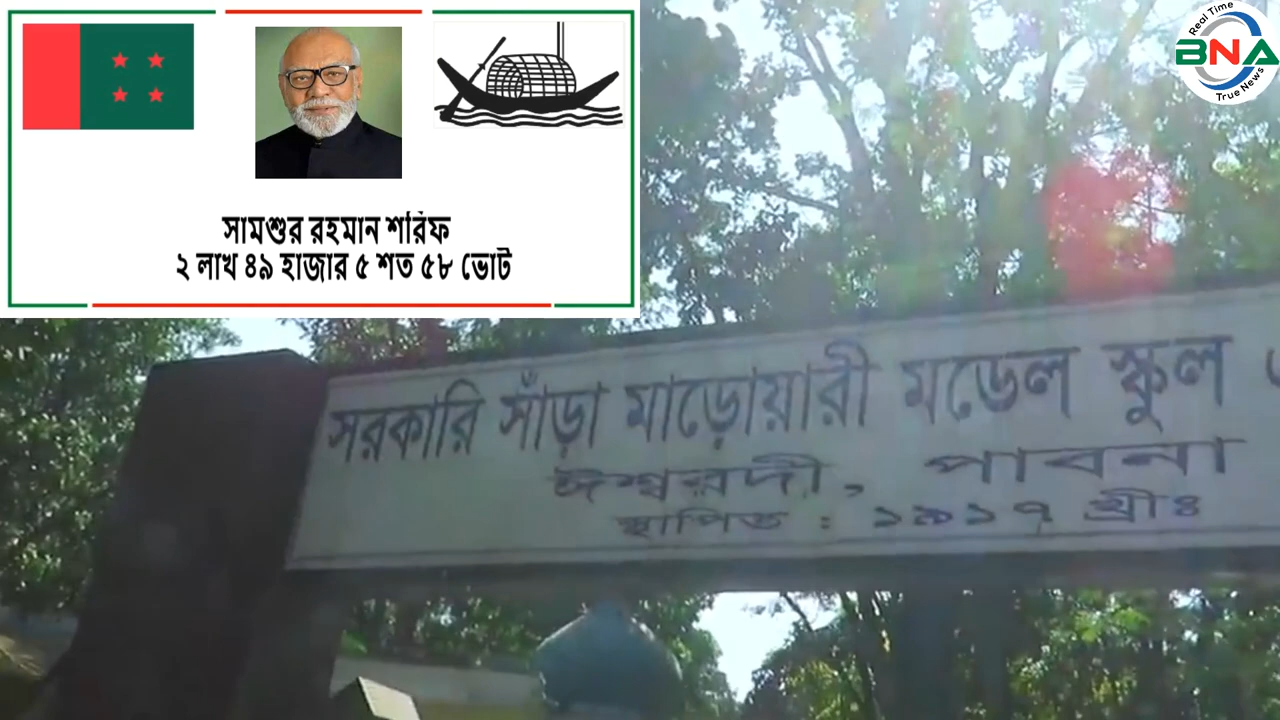 সামশুর রহমান শরিফ
২ লাখ ৪৯ হাজার ৫ শত ৫৮ ভোট
Real Time
BNA
True News
সরকারি সাঁড়া মাড়োয়ারী মডেল স্কুল
ঈশ্বরদী, পাবনা
স্থাপিত : ১৯১৭ খ্রীঃ